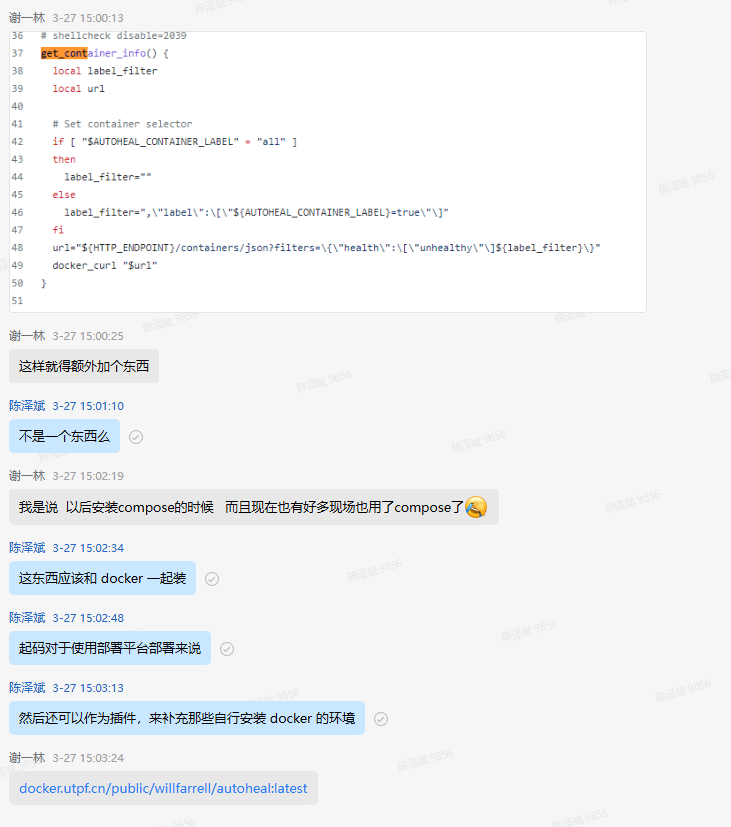 谢一林 3-27 15:00:13
36 # shellcheck disable=2039
37 get_container_info() {
38 local label_filter
39 local url
40
41 # Set container selector
42 if [ "$AUTOHEAL_CONTAINER_LABEL" = "all" ]
43 then
44 label_filter=""
45 else
46 label_filter=",\"label\":\[\"${AUTOHEAL_CONTAINER_LABEL}=true\"\]"
47 fi
48 url="${HTTP_ENDPOINT}/containers/json?filters=\{\"health\":\[\"unhealthy\"\]${label_filter}\}"
49 docker_curl "$url"
50 }
51
谢一林 3-27 15:00:25
这样就得额外加个东西
陈泽斌 3-27 15:01:10
不是一个东西么
谢一林 3-27 15:02:19
我是说 以后安装compose的时候 而且现在也有好多现场也用了compose了
陈泽斌 3-27 15:02:34
这东西应该和 docker 一起装
陈泽斌 3-27 15:02:48
起码对于使用部署平台部署来说
陈泽斌 3-27 15:03:13
然后还可以作为插件，来补充那些自行安装 docker 的环境
谢一林 3-27 15:03:24
docker.utpf.cn/public/willfarrell/autoheal:latest
陈泽斌 9856